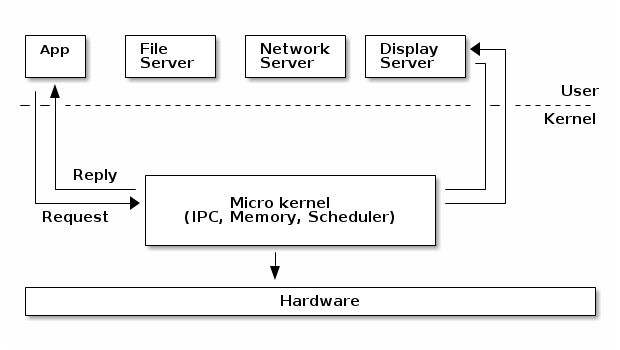 App
File
Server
Network
Server
Display
Server
User
Kernel
Reply
Request
Micro kernel
(IPC, Memory, Scheduler)
Hardware